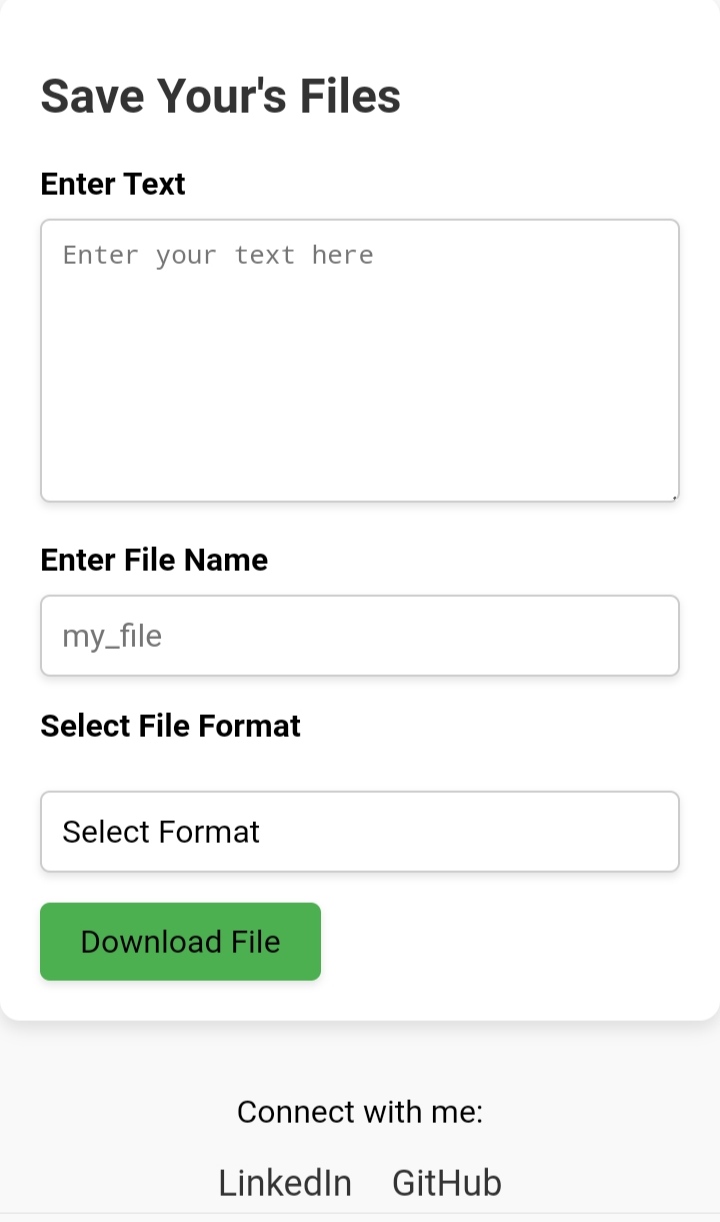 Save Your's Files
Enter Text
Enter your text here
Enter File Name
my_file
Select File Format
Select Format
Download File
Connect with me:
LinkedIn GitHub